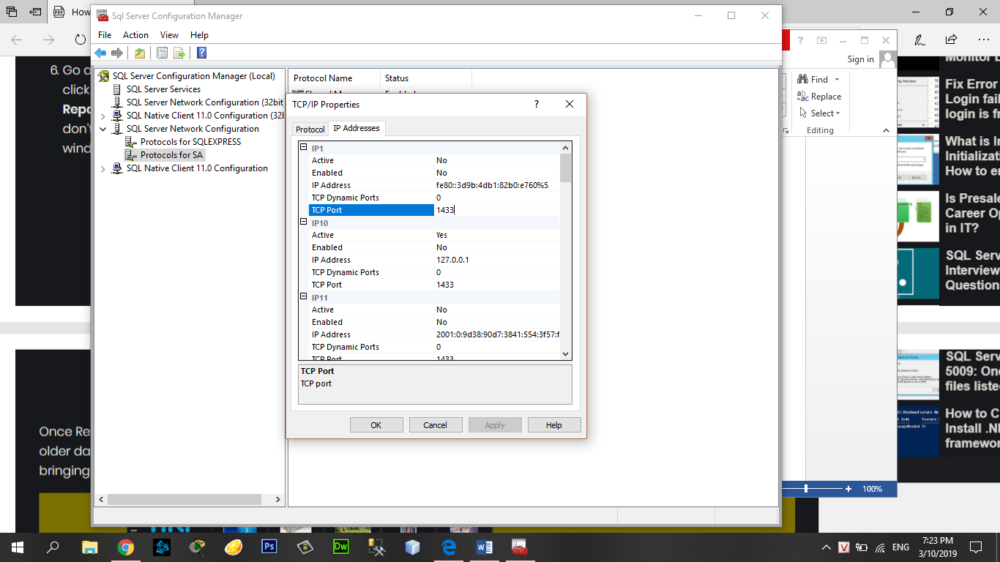 How
Sql Server Configuration Manager
File Action View Help
SQL Server Configuration Manager (Local)
SQL Server Services
SQL Server Network Configuration (32bit
SQL Native Client 11.0 Configuration (32b
SQL Server Network Configuration
Protocols for SQLEXPRESS
Protocols for SA
SQL Native Client 11.0 Configuration
Protocol Name Status
TCP/IP Properties
Protocol IP Addresses
IP1
Active No
Enabled No
IP Address fe80::3d9b:4db1:82b0:e760%5
TCP Dynamic Ports 0
TCP Port 1433
IP10
Active Yes
Enabled No
IP Address 127.0.0.1
TCP Dynamic Ports 0
TCP Port 1433
IP11
Active No
Enabled No
IP Address 2001:0:9d38:90d7:3841:554:3f57:f
TCP Dynamic Ports 0
TCP Port 1433
TCP Port
TCP port
OK Cancel Apply Help
6. Go a
click
Repa
don't
wind
Once Re
older da
bringing
Sign in
Find
Replace
Select
Editing
100%
Fix Error
Login fail
login is fr
What is In
Initializati
How to en
Is Presale
Career Op
in IT?
SQL Serv
Interview
Question
SQL Serv
5009: One
files listed
How to C
Install .NE
framewor
ENG
7:23 PM
3/10/2019